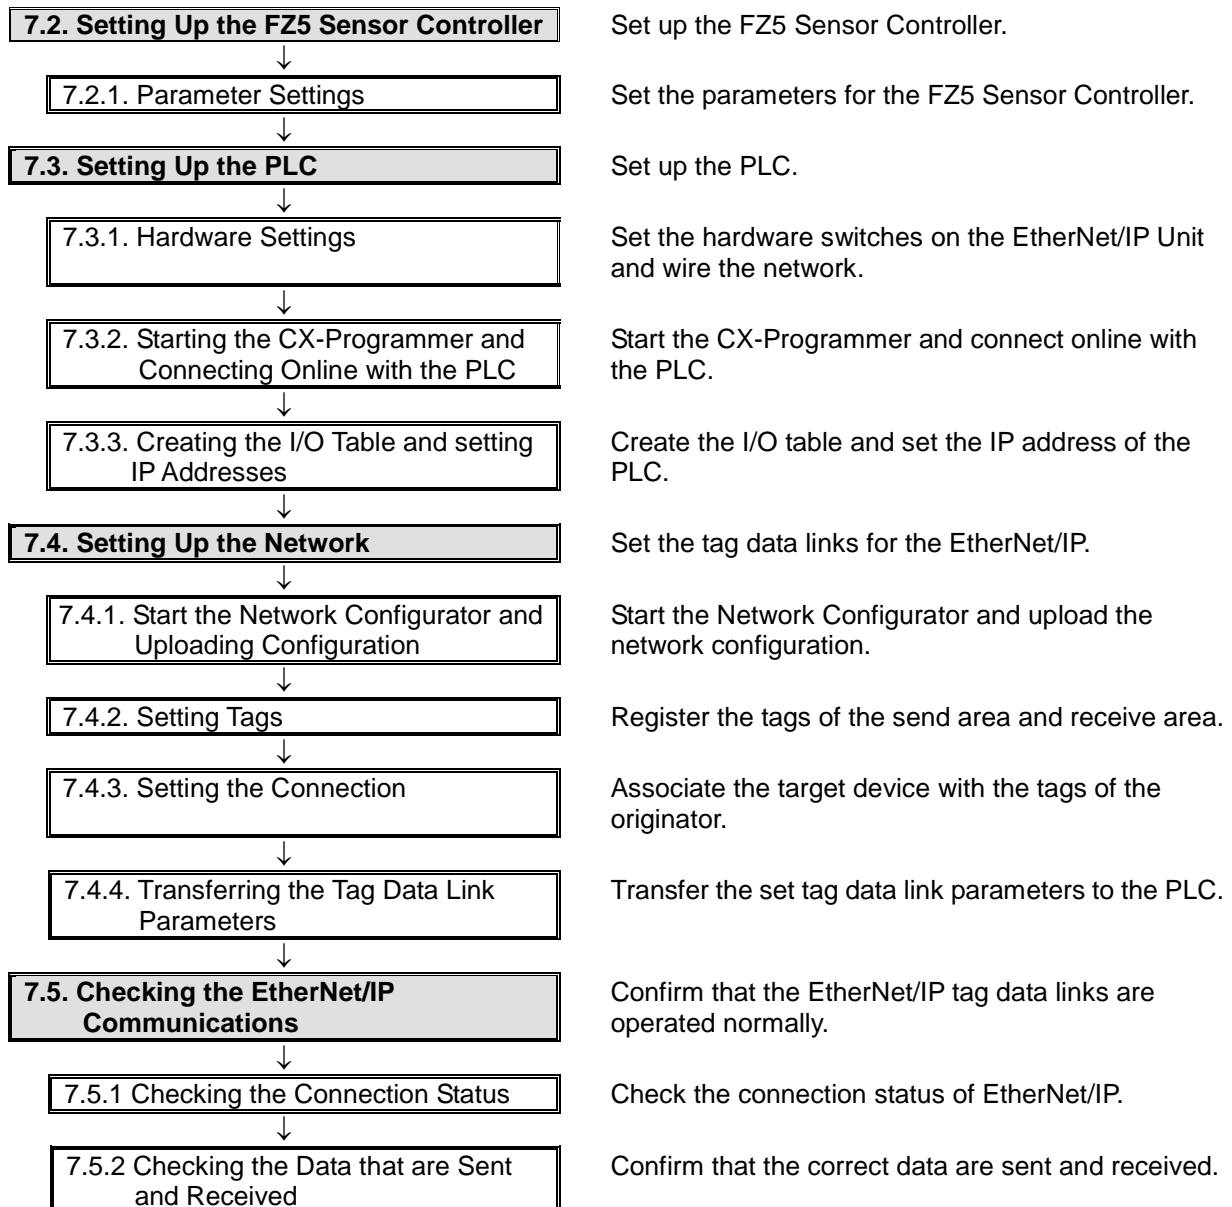 7.2. Setting Up the FZ5 Sensor Controller Set up the FZ5 Sensor Controller.
↓
7.2.1. Parameter Settings Set the parameters for the FZ5 Sensor Controller.
↓
7.3. Setting Up the PLC Set up the PLC.
↓
7.3.1. Hardware Settings Set the hardware switches on the EtherNet/IP Unit
and wire the network.
↓
7.3.2. Starting the CX-Programmer and Start the CX-Programmer and connect online with
Connecting Online with the PLC the PLC.
↓
7.3.3. Creating the I/O Table and setting Create the I/O table and set the IP address of the
IP Addresses PLC.
↓
7.4. Setting Up the Network Set the tag data links for the EtherNet/IP.
↓
7.4.1. Start the Network Configurator and Start the Network Configurator and upload the
Uploading Configuration network configuration.
↓
7.4.2. Setting Tags Register the tags of the send area and receive area.
↓
7.4.3. Setting the Connection Associate the target device with the tags of the
originator.
↓
7.4.4. Transferring the Tag Data Link Transfer the set tag data link parameters to the PLC.
Parameters
↓
7.5. Checking the EtherNet/IP Confirm that the EtherNet/IP tag data links are
Communications operated normally.
↓
7.5.1 Checking the Connection Status Check the connection status of EtherNet/IP.
↓
7.5.2 Checking the Data that are Sent Confirm that the correct data are sent and received.
and Received